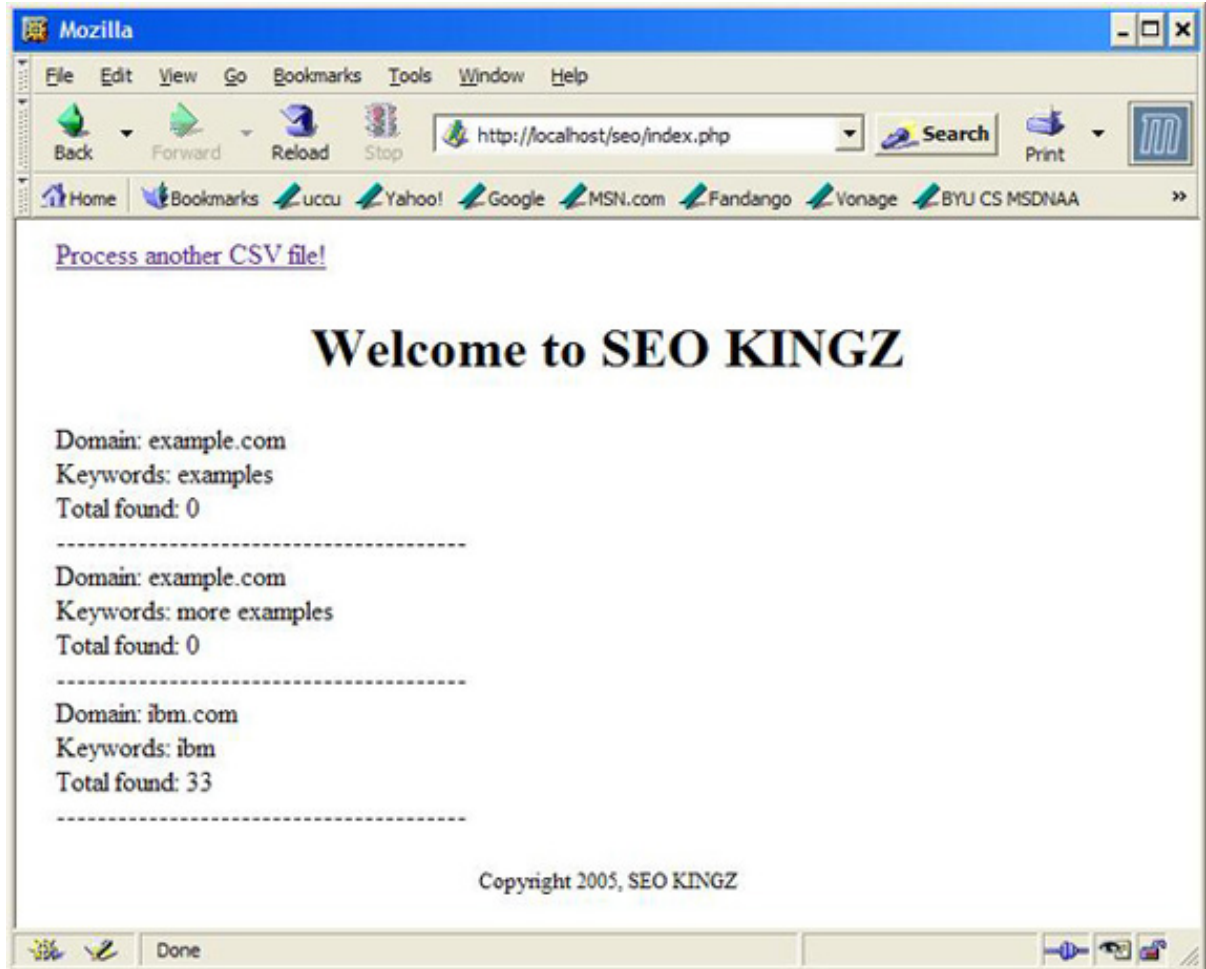 Mozilla
File Edit View Go Bookmarks Tools Window Help
Back Forward Reload Stop http://localhost/seo/index.php Search Print
Home Bookmarks uccu Yahoo! Google MSN.com Fandango Vonage BYU CS MSDNAA »
Process another CSV file!
Welcome to SEO KINGZ
Domain: example.com
Keywords: examples
Total found: 0
----------------------------------------
Domain: example.com
Keywords: more examples
Total found: 0
----------------------------------------
Domain: ibm.com
Keywords: ibm
Total found: 33
----------------------------------------
Copyright 2005, SEO KINGZ
Done